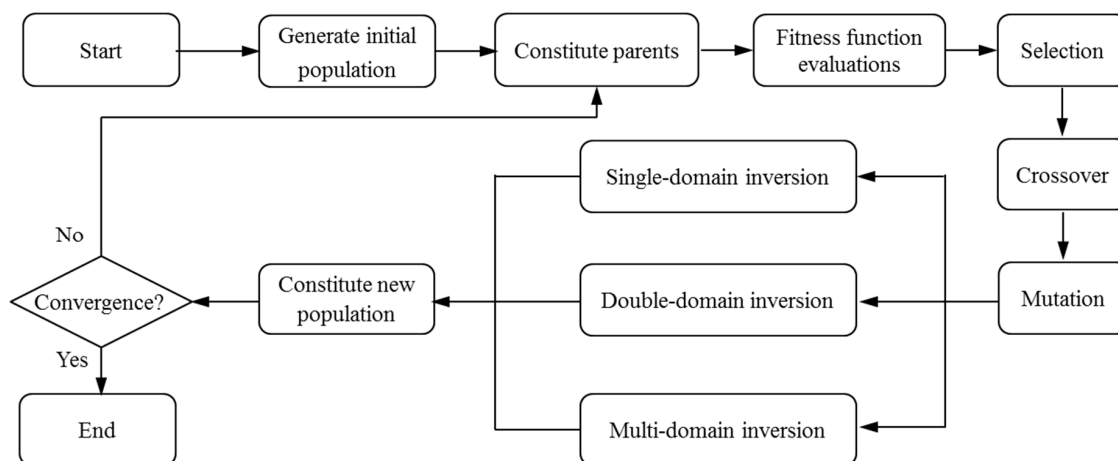 Start
Generate initial
population
Constitute parents
Fitness function
evaluations
Selection
Crossover
Mutation
Single-domain inversion
Double-domain inversion
Multi-domain inversion
Constitute new
population
Convergence?
No
Yes
End